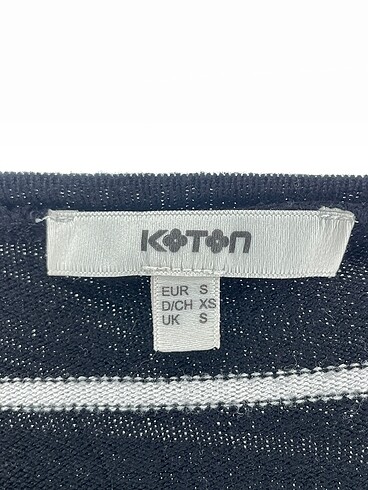 KOTON
EUR S
D/CH XS
UK S